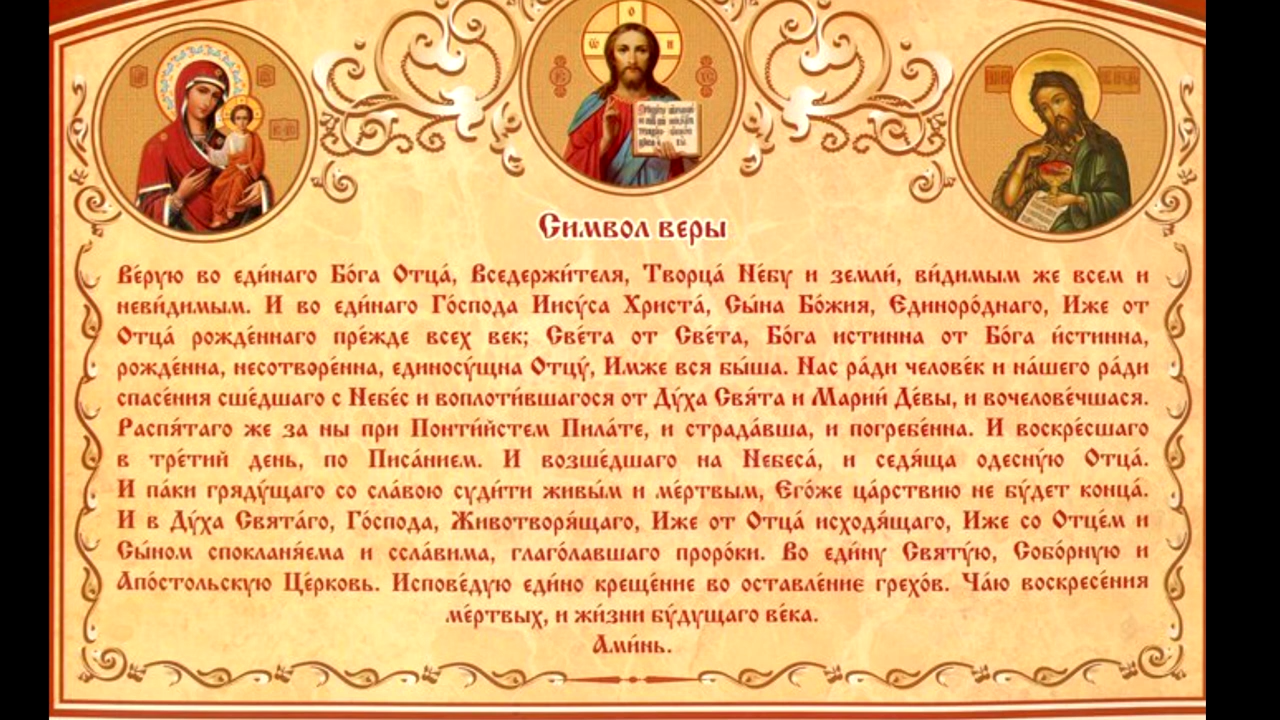 Символ веры
Ве́рую во еди́наго Бо́га Отца́, Вседержи́теля, Творца́ Не́бу и земли́, ви́димым же всем и
неви́димым. И во еди́наго Го́спода Иису́са Христа́, Сы́на Бо́жия, Единоро́днаго, Иже от
Отца́ рожде́ннаго пре́жде всех век; Све́та от Све́та, Бо́га истинна от Бо́га и́стинна,
рожде́нна, несотворе́нна, единосу́щна Отцу́, Имже вся бы́ша. Нас ра́ди челове́к и на́шего ра́ди
спасе́ния сше́дшаго с Небе́с и воплоти́вшагося от Ду́ха Свя́та и Мари́и Де́вы, и вочелове́чшася.
Распя́таго же за ны при Понти́йстем Пила́те, и страда́вша, и погребе́нна. И воскре́сшаго
в тре́тий день, по Писа́нием. И возше́дшаго на Небеса́, и седя́ща одесну́ю Отца́.
И па́ки гряду́щаго со сла́вою суди́ти живы́м и ме́ртвым, Его́же ца́рствию не бу́дет конца́.
И в Ду́ха Свята́го, Го́спода, Животворя́щаго, Иже от Отца́ исходя́щаго, Иже со Отце́м и
Сы́ном споклана́ема и ссла́вима, глаго́лавшаго проро́ки. Во еди́ну Святу́ю, Собо́рную и
Апо́стольскую Це́рковь. Испове́дую еди́но креще́ние во оставле́ние грехо́в. Ча́ю воскресе́ния
ме́ртвых, и жи́зни бу́дущаго ве́ка.
Ами́нь.